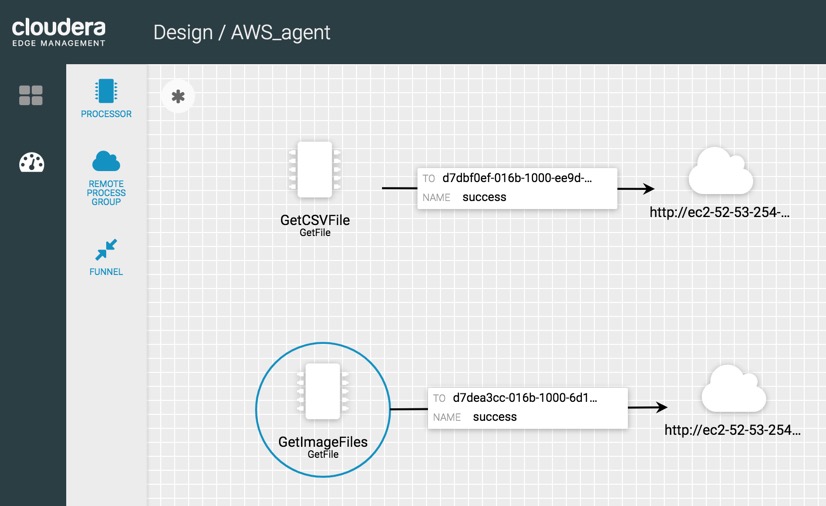 cloudera
EDGE MANAGEMENT
Design / AWS_agent
PROCESSOR
REMOTE
PROCESS
GROUP
FUNNEL
GetCSVFile
GetFile
TO d7dbf0ef-016b-1000-ee9d-...
NAME success
http://ec2-52-53-254-...
GetImageFiles
GetFile
TO d7dea3cc-016b-1000-6d1...
NAME success
http://ec2-52-53-254...